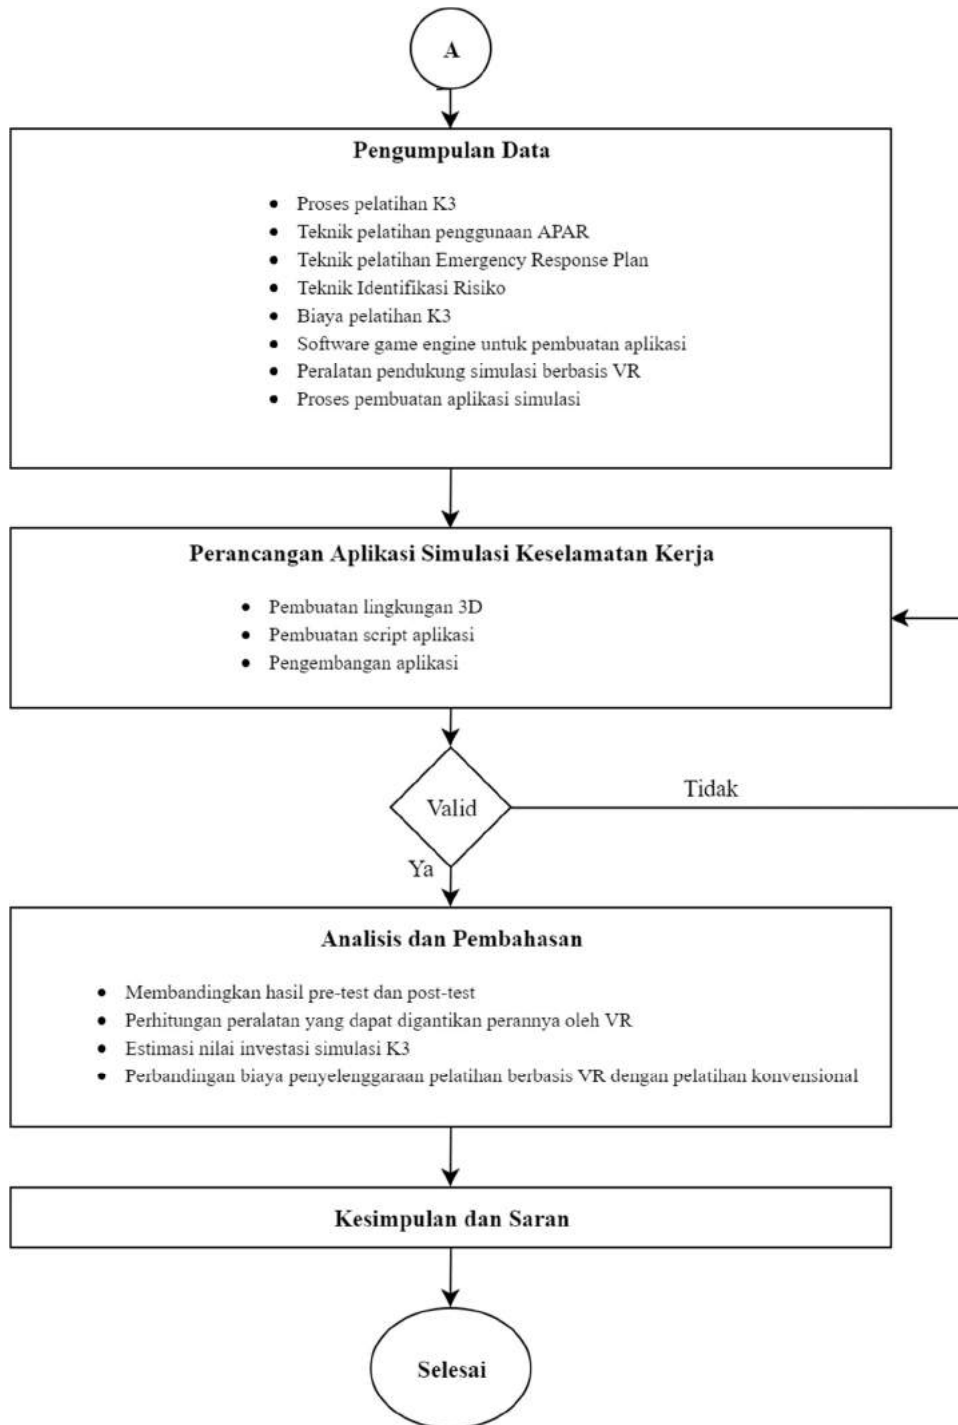 A
Pengumpulan Data
• Proses pelatihan K3
• Teknik pelatihan penggunaan APAR
• Teknik pelatihan Emergency Response Plan
• Teknik Identifikasi Risiko
• Biaya pelatihan K3
• Software game engine untuk pembuatan aplikasi
• Peralatan pendukung simulasi berbasis VR
• Proses pembuatan aplikasi simulasi
Perancangan Aplikasi Simulasi Keselamatan Kerja
• Pembuatan lingkungan 3D
• Pembuatan script aplikasi
• Pengembangan aplikasi
Valid
Tidak
Ya
Analisis dan Pembahasan
• Membandingkan hasil pre-test dan post-test
• Perhitungan peralatan yang dapat digantikan perannya oleh VR
• Estimasi nilai investasi simulasi K3
• Perbandingan biaya penyelenggaraan pelatihan berbasis VR dengan pelatihan konvensional
Kesimpulan dan Saran
Selesai